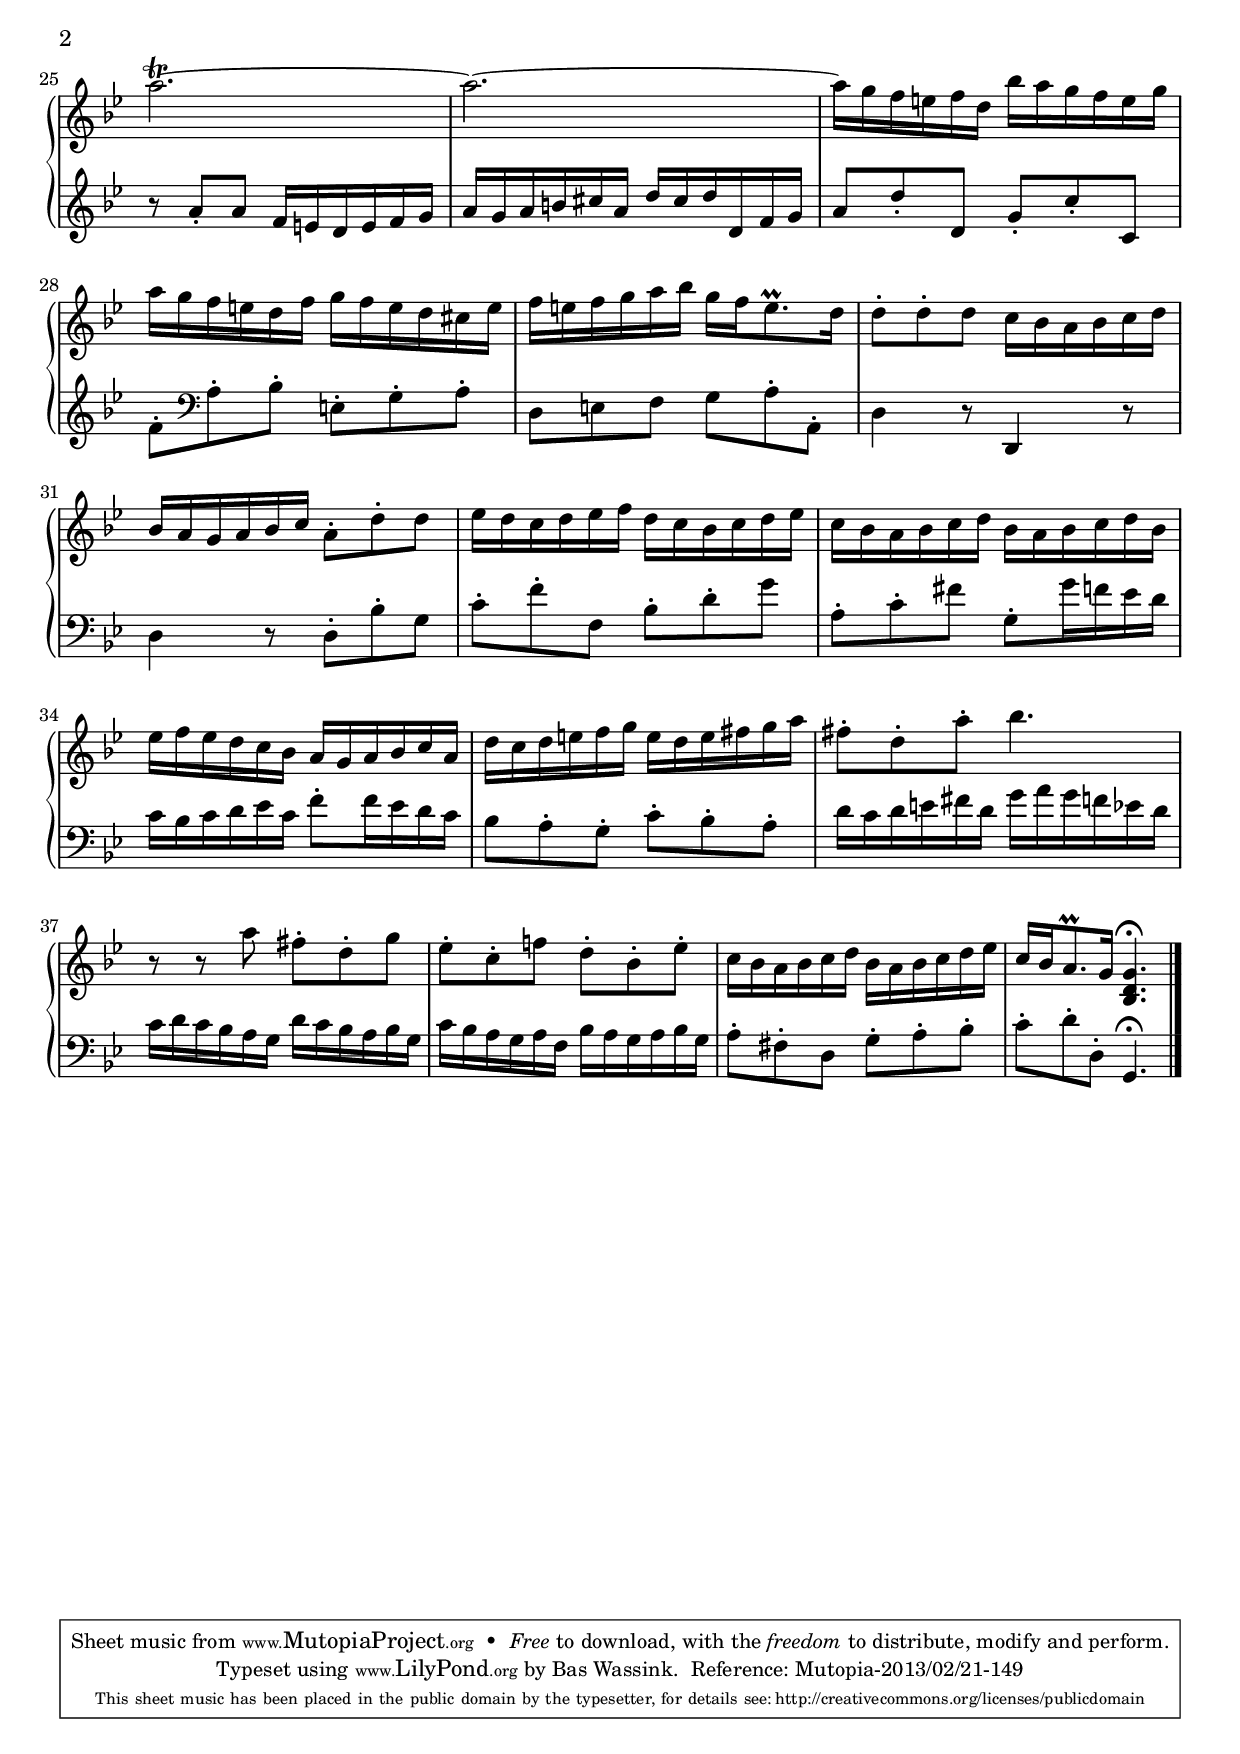 2
25
28
31
34
37
Sheet music from www.MutopiaProject.org • Free to download, with the freedom to distribute, modify and perform.
Typeset using www.LilyPond.org by Bas Wassink. Reference: Mutopia-2013/02/21-149
This sheet music has been placed in the public domain by the typesetter, for details see: http://creativecommons.org/licenses/publicdomain